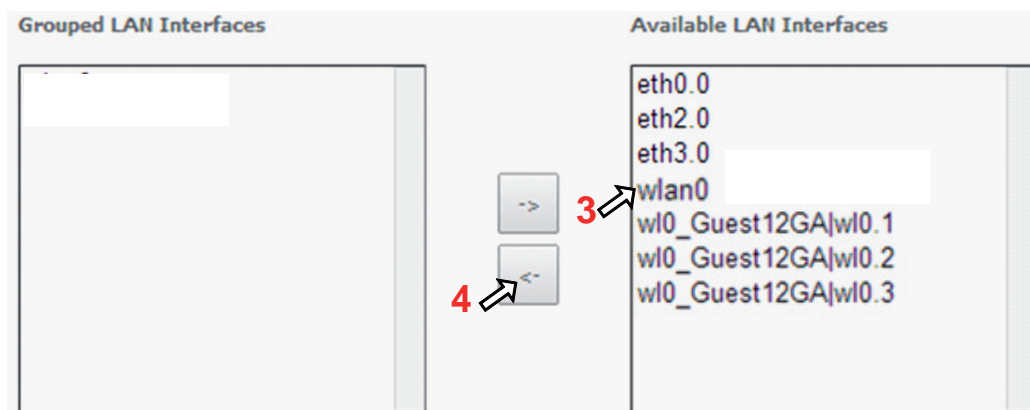 Grouped LAN Interfaces
Available LAN Interfaces
eth0.0
eth2.0
eth3.0
wlan0
wl0_Guest12GA|wl0.1
wl0_Guest12GA|wl0.2
wl0_Guest12GA|wl0.3
->
3
<-
4